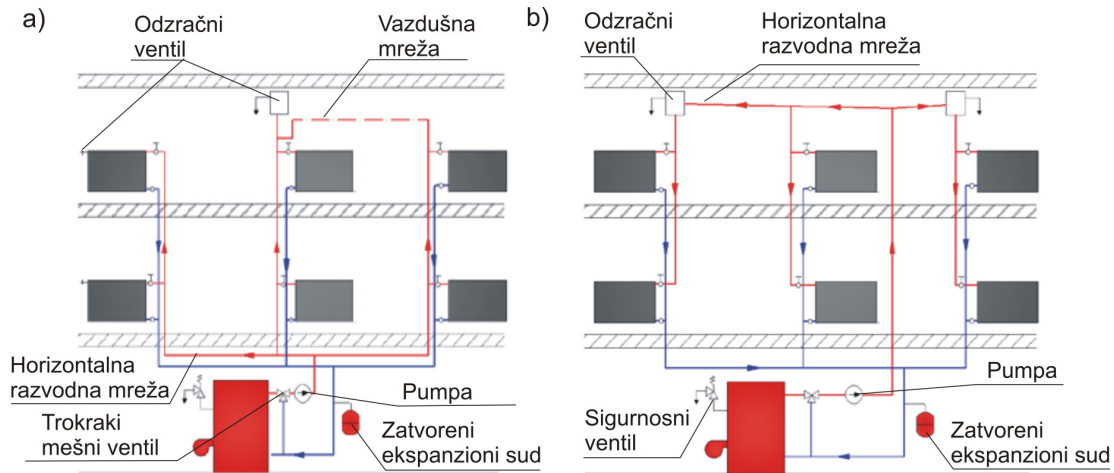 a)
Odzračni
ventil
Vazdušna
mreža
Horizontalna
razvodna mreža
Trokraki
mešni ventil
Pumpa
Zatvoreni
ekspanzioni sud
b)
Odzračni
ventil
Horizontalna
razvodna mreža
Sigurnosni
ventil
Pumpa
Zatvoreni
ekspanzioni sud